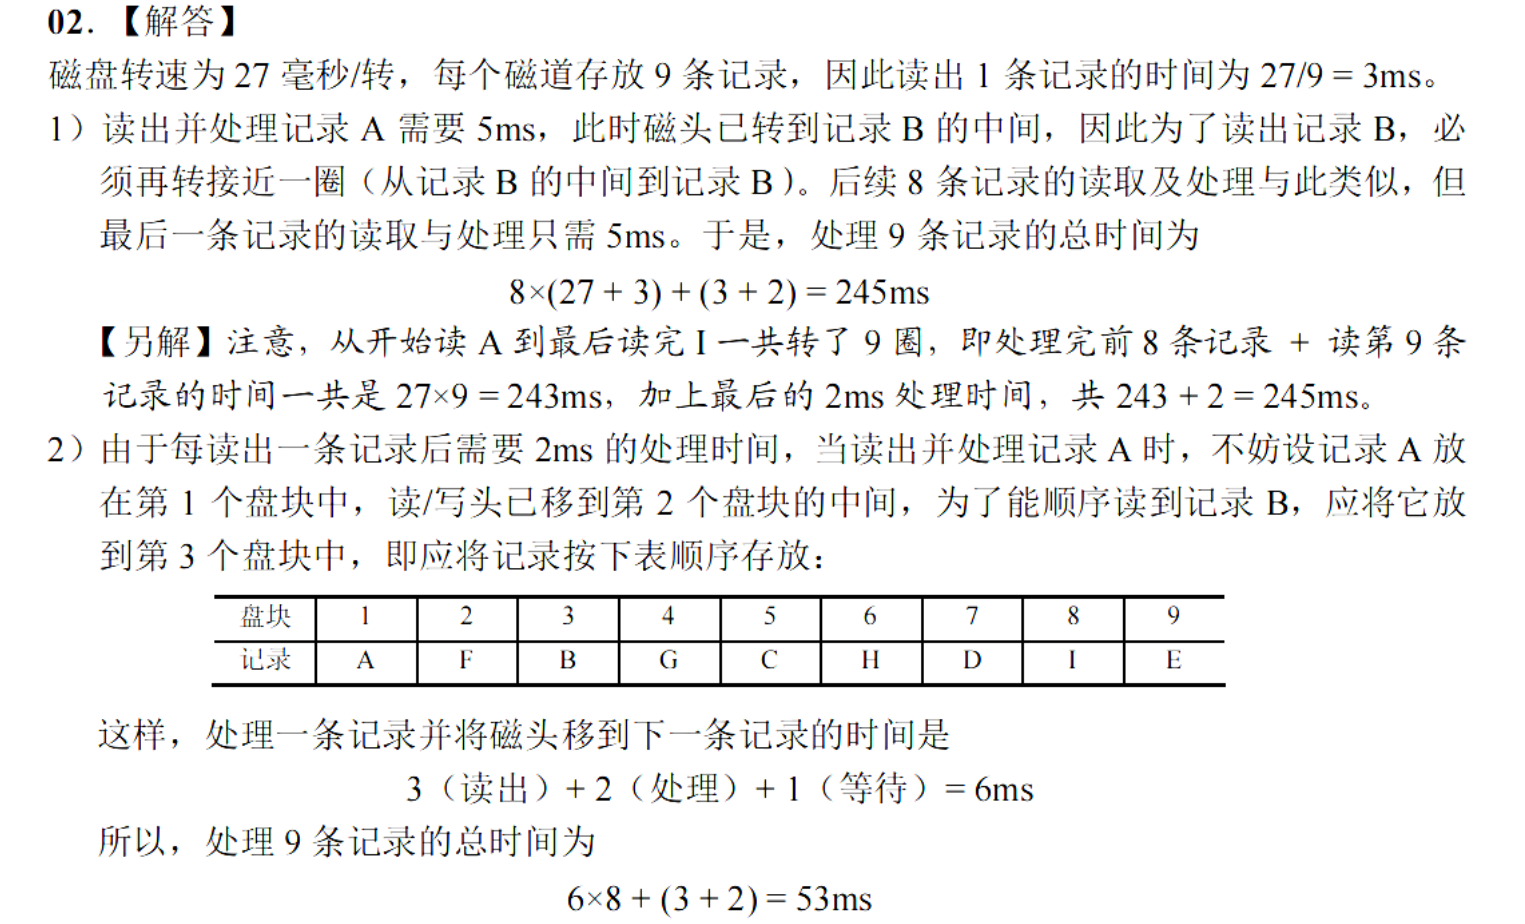 02. 【解答】
磁盘转速为 27 毫秒/转，每个磁道存放 9 条记录，因此读出 1 条记录的时间为 27/9 = 3ms。
1）读出并处理记录 A 需要 5ms，此时磁头已转到记录 B 的中间，因此为了读出记录 B，必
须再转接近一圈（从记录 B 的中间到记录 B）。后续 8 条记录的读取及处理与此类似，但
最后一条记录的读取与处理只需 5ms。于是，处理 9 条记录的总时间为
8×(27 + 3) + (3 + 2) = 245ms
【另解】注意，从开始读 A 到最后读完 I 一共转了 9 圈，即处理完前 8 条记录 + 读第 9 条
记录的时间一共是 27×9 = 243ms，加上最后的 2ms 处理时间，共 243 + 2 = 245ms。
2）由于每读出一条记录后需要 2ms 的处理时间，当读出并处理记录 A 时，不妨设记录 A 放
在第 1 个盘块中，读/写头已移到第 2 个盘块的中间，为了能顺序读到记录 B，应将它放
到第 3 个盘块中，即应将记录按下表顺序存放：
盘块 1 2 3 4 5 6 7 8 9
记录 A F B G C H D I E
这样，处理一条记录并将磁头移到下一条记录的时间是
3（读出）+ 2（处理）+ 1（等待）= 6ms
所以，处理 9 条记录的总时间为
6×8 + (3 + 2) = 53ms